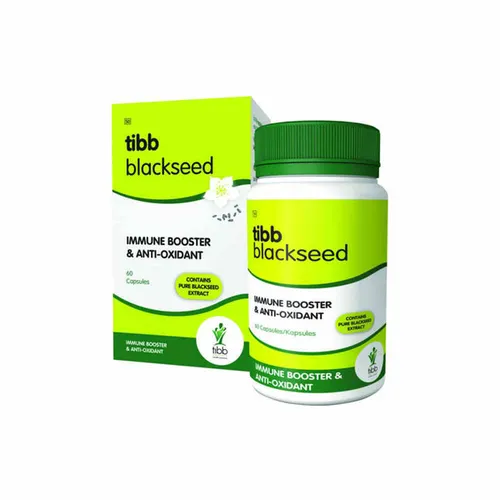 tibb
blackseed
IMMUNE BOOSTER
& ANTI-OXIDANT
60
Capsules
CONTAINS
PURE BLACKSEED
EXTRACT
IMMUNE BOOSTER
& ANTI-OXIDANT
tibb
tibb
blackseed
IMMUNE BOOSTER
& ANTI-OXIDANT
60 Capsules/Kapsules
CONTAINS
PURE BLACKSEED
EXTRACT
IMMUNE BOOSTER &
ANTI-OXIDANT
tibb